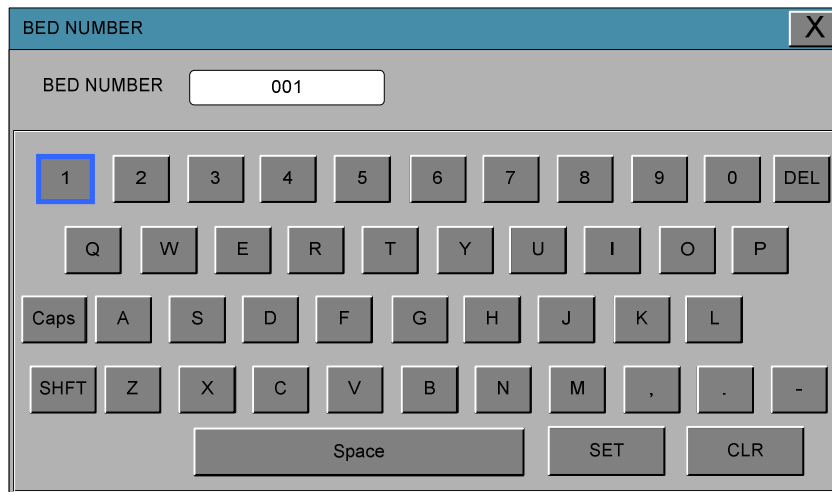 BED NUMBER X
BED NUMBER 001
1 2 3 4 5 6 7 8 9 0 DEL
Q W E R T Y U I O P
Caps A S D F G H J K L
SHFT Z X C V B N M , . -
Space SET CLR